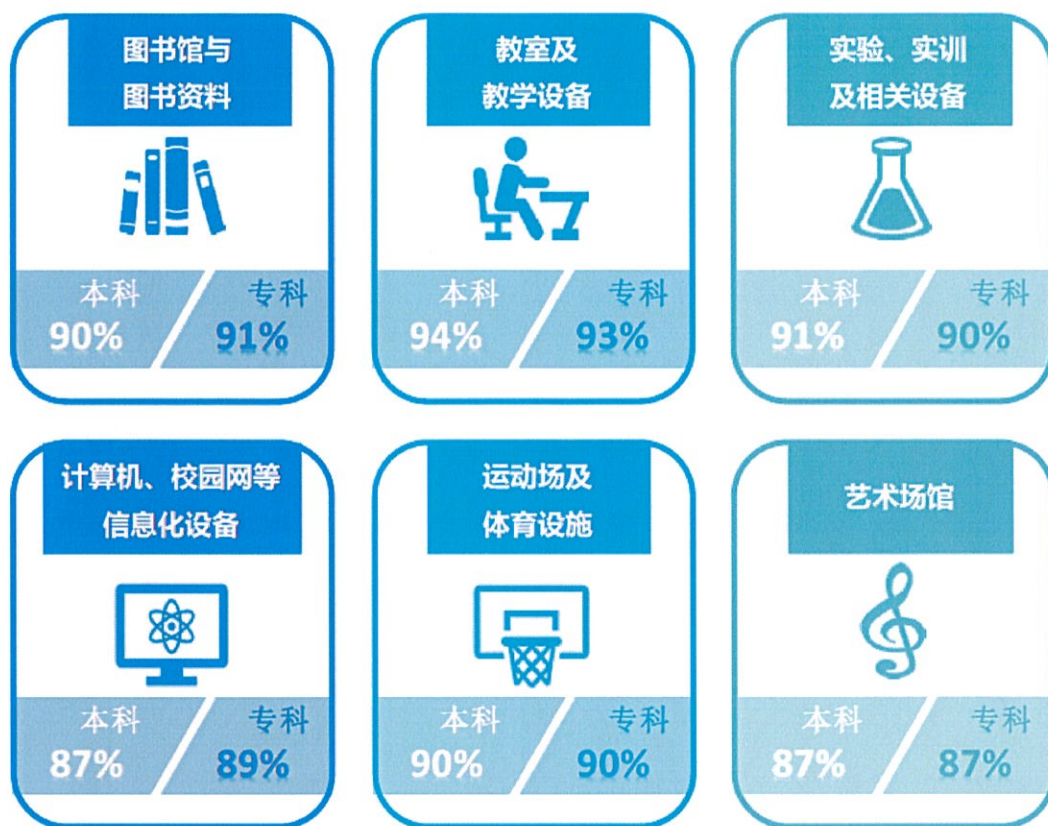 图书馆与
图书资料
本科 专科
90% 91%
教室及
教学设备
本科 专科
94% 93%
实验、实训
及相关设备
本科 专科
91% 90%
计算机、校园网等
信息化设备
本科 专科
87% 89%
运动场及
体育设施
本科 专科
90% 90%
艺术场馆
本科 专科
87% 87%